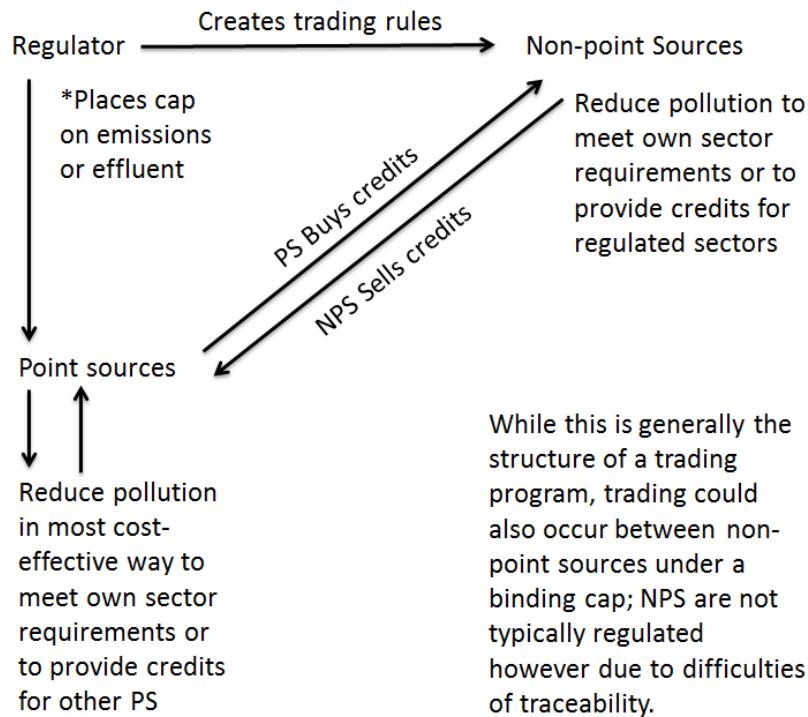 Creates trading rules
Regulator
Non-point Sources
*Places cap
on emissions
or effluent
Reduce pollution to
meet own sector
requirements or to
provide credits for
regulated sectors
PS Buys credits
NPS Sells credits
Point sources
Reduce pollution
in most cost-
effective way to
meet own sector
requirements or
to provide credits
for other PS
While this is generally the
structure of a trading
program, trading could
also occur between non-
point sources under a
binding cap; NPS are not
typically regulated
however due to difficulties
of traceability.